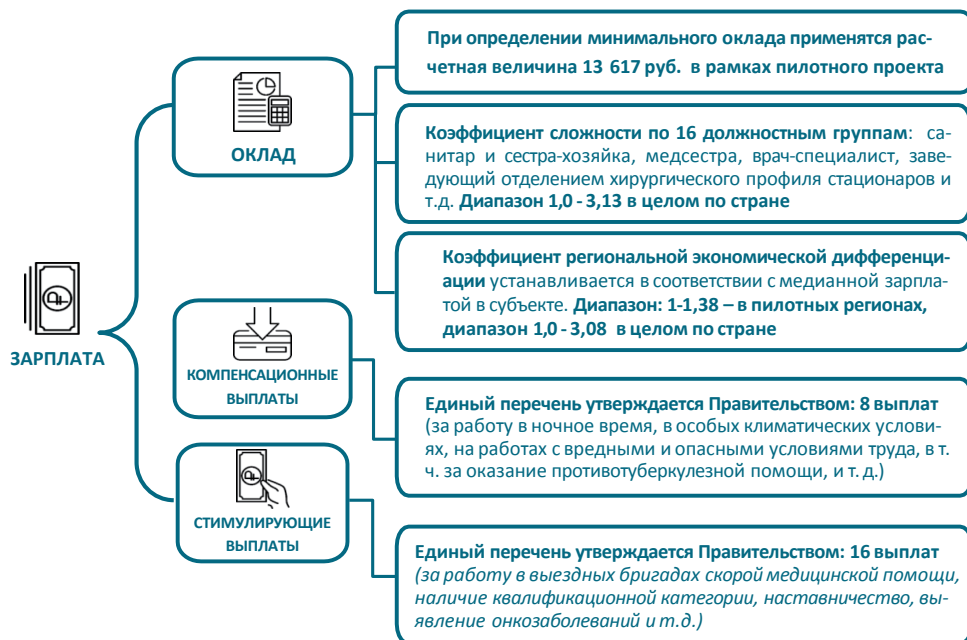 При определении минимального оклада применятся рас-
четная величина 13 617 руб. в рамках пилотного проекта
ОКЛАД
Коэффициент сложности по 16 должностным группам: са-
нитар и сестра-хозяйка, медсестра, врач-специалист, заве-
дующий отделением хирургического профиля стационаров и
т.д. Диапазон 1,0 - 3,13 в целом по стране
Коэффициент региональной экономической дифференци-
ации устанавливается в соответствии с медианной зарпла-
той в субъекте. Диапазон: 1-1,38 – в пилотных регионах,
диапазон 1,0 - 3,08 в целом по стране
ЗАРПЛАТА
КОМПЕНСАЦИОННЫЕ
ВЫПЛАТЫ
Единый перечень утверждается Правительством: 8 выплат
(за работу в ночное время, в особых климатических услови-
ях, на работах с вредными и опасными условиями труда, в т.
ч. за оказание противотуберкулезной помощи, и т. д.)
СТИМУЛИРУЮЩИЕ
ВЫПЛАТЫ
Единый перечень утверждается Правительством: 16 выплат
(за работу в выездных бригадах скорой медицинской помощи,
наличие квалификационной категории, наставничество, вы-
явление онкозаболеваний и т.д.)